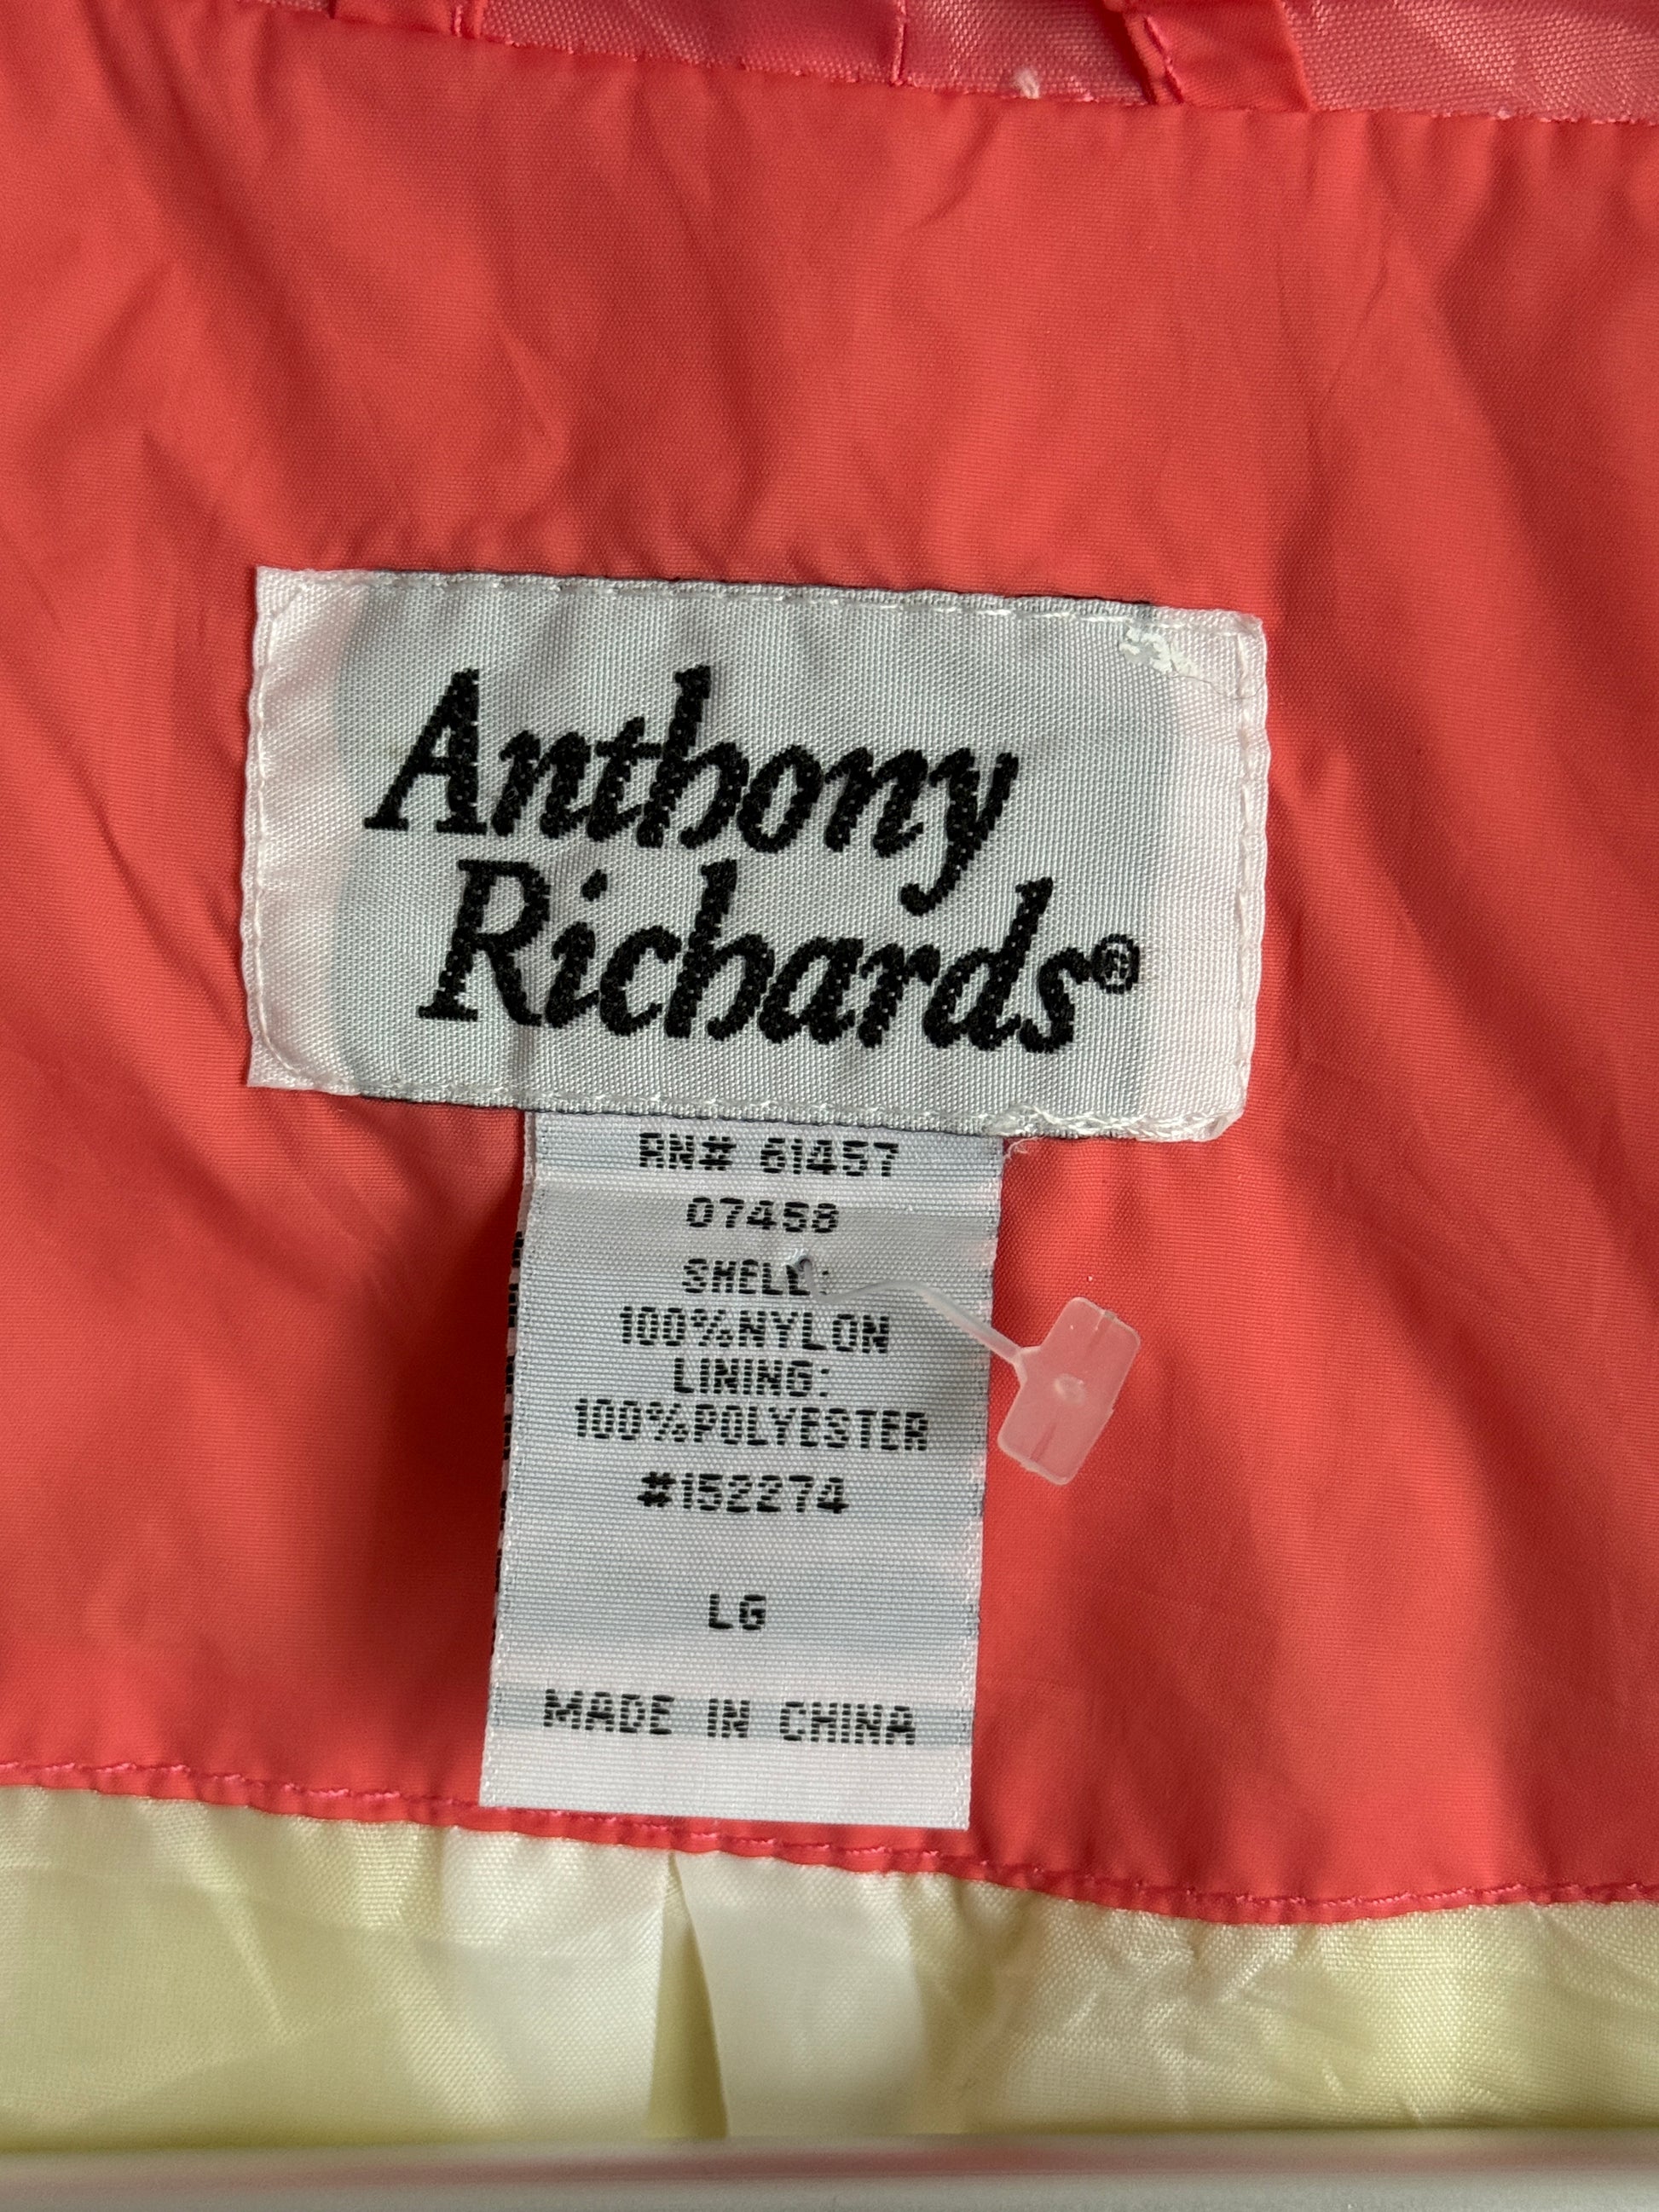 Anthony
Richards®
RN# 61457
07458
SHELL:
100%NYLON
LINING:
100%POLYESTER
#152274
LG
MADE IN CHINA